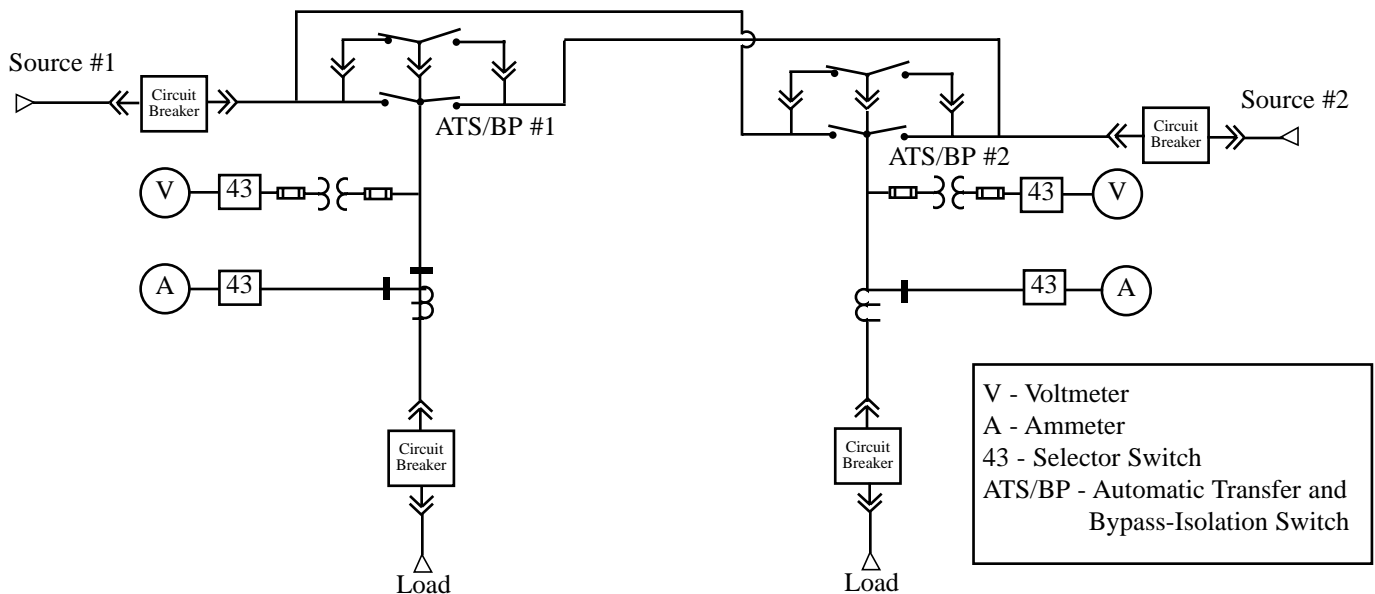 Source #1
Circuit
Breaker
ATS/BP #1
Source #2
Circuit
Breaker
ATS/BP #2
V
43
43
V
A
43
43
A
Circuit
Breaker
Load
Circuit
Breaker
Load
V - Voltmeter
A - Ammeter
43 - Selector Switch
ATS/BP - Automatic Transfer and
Bypass-Isolation Switch